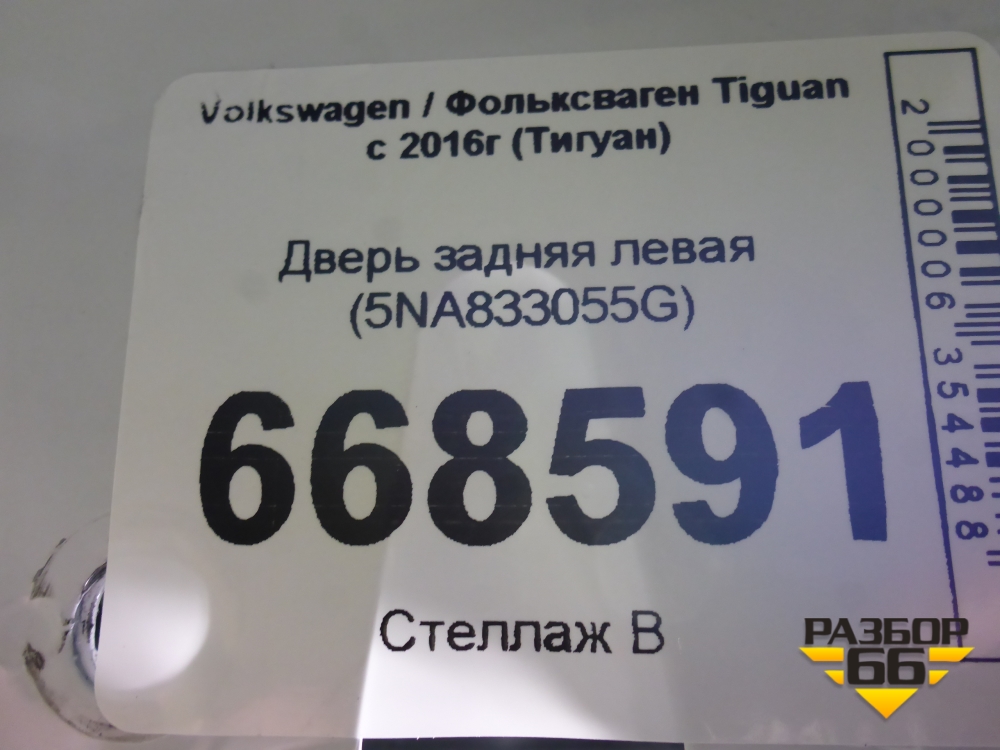 Volkswagen / Фольксваген Tiguan
с 2016г (Тигуан)
Дверь задняя левая
(5NA833055G)
668591
Стеллаж В
2000006354488
РАЗБОР
66